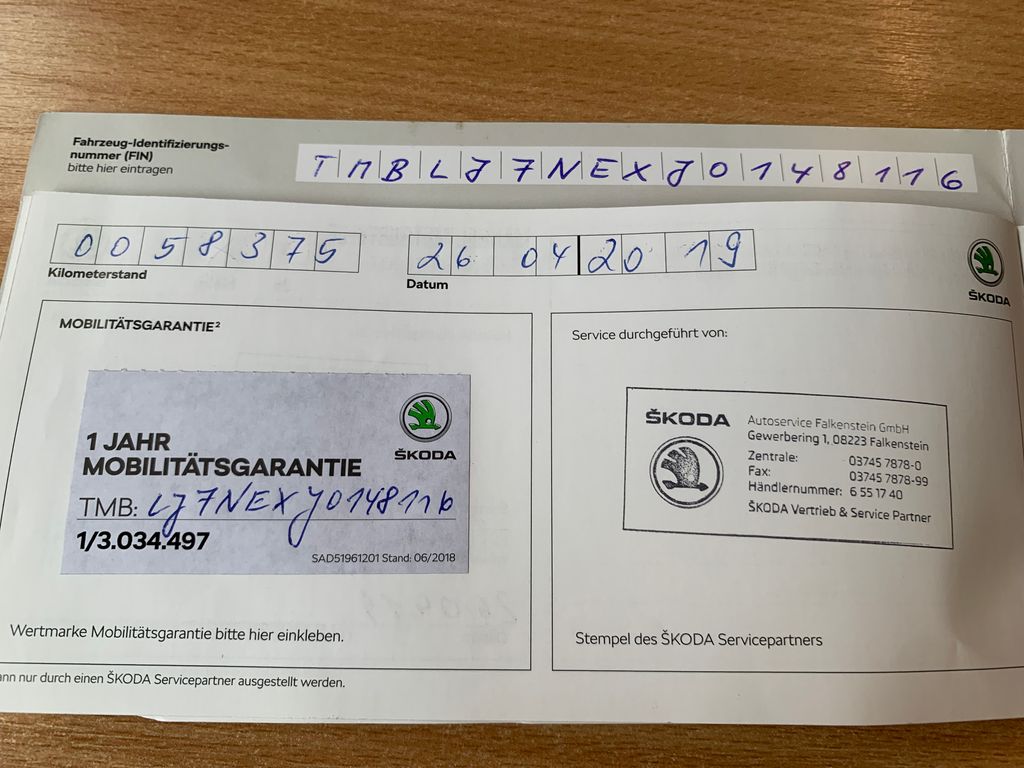 Fahrzeug-Identifizierungs-
nummer (FIN)
bitte hier eintragen
TMBLJ7NEXJ0148116
0058375
Kilometerstand
26 04 2019
Datum
ŠKODA
MOBILITÄTSGARANTIE²
1 JAHR
MOBILITÄTSGARANTIE
ŠKODA
TMB: LJ7NEXJ0148116
1/3.034.497
SAD51961201 Stand: 06/2018
Wertmarke Mobilitätsgarantie bitte hier einkleben.
Service durchgeführt von:
ŠKODA
Autoservice Falkenstein GmbH
Gewerbering 1, 08223 Falkenstein
Zentrale: 03745 7878-0
Fax: 03745 7878-99
Händlernummer: 6 55 17 40
ŠKODA Vertrieb & Service Partner
Stempel des ŠKODA Servicepartners
ann nur durch einen ŠKODA Servicepartner ausgestellt werden.